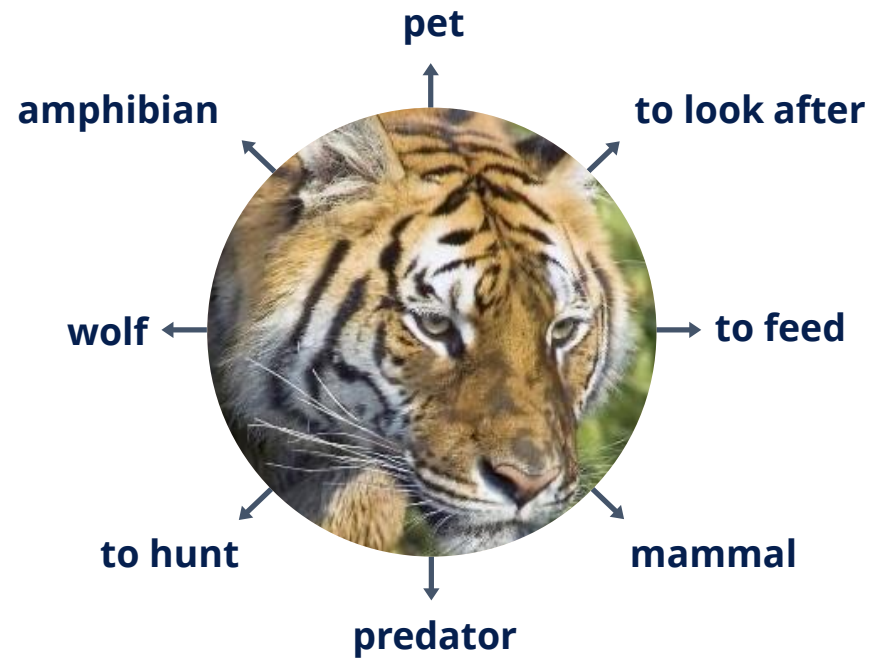 pet
amphibian
to look after
wolf
to feed
to hunt
mammal
predator